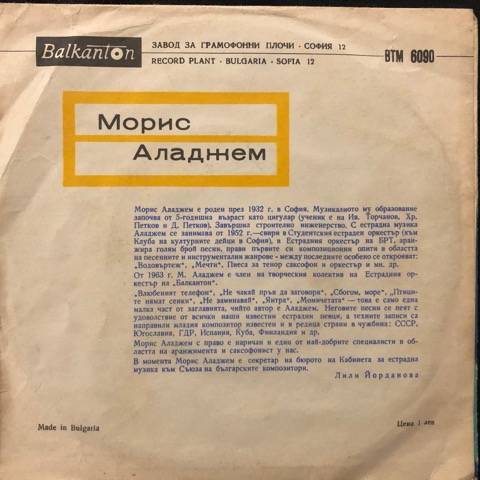 Balkanton
ЗАВОД ЗА ГРАМОФОННИ ПЛОЧИ · СОФИЯ 12
RECORD PLANT · BULGARIA · SOFIA 12
ВТМ 6090
Морис
Аладжем
Морис Аладжем е роден през 1932 г. в София. Музикалното му образование
започва от 5-годишна възраст като цигулар (ученик е на Ив. Торчанов, Хр.
Петков и Д. Петков). Завършил строително инженерство. С естрадна музика
Аладжем се занимава от 1952 г.—свири в Студентския естраден оркестър (към
Клуба на културните дейци в София), в Естрадния оркестър на БРТ, аран-
жира голям брой песни, прави първите си композиционни опити в областта
на песенните и инструментални жанрове - между последните особено се открояват:
„Водовъртеж", „Мечти", Пиеса за тенор саксофон и оркестър и мн. др.
От 1963 г. М. Аладжем е член на творческия колектив на Естрадния ор-
кестър на „Балкантон".
„Влюбеният телефон", „Не чакай пръв да заговоря", „Сбогом, море", „Птици-
те нямат сенки", „Не заминавай", „Янтра", „Момичетата" — това е само една
малка част от заглавията, чийто автор е Аладжем. Неговите песни се пеят с
удоволствие от всички наши известни естрадни певци, а техните записи са
направили младия композитор известен и в редица страни в чужбина: СССР,
Югославия, ГДР, Испания, Куба, Финландия и др.
Морис Аладжем с право е наричан и един от най-добрите специалисти в об-
ластта на аранжимента и саксофонист у нас.
В момента Морис Аладжем е секретар на бюрото на Кабинета за естрадна
музика към Съюза на българските композитори.
Лили Йорданова
Made in Bulgaria
Цена 1 лев